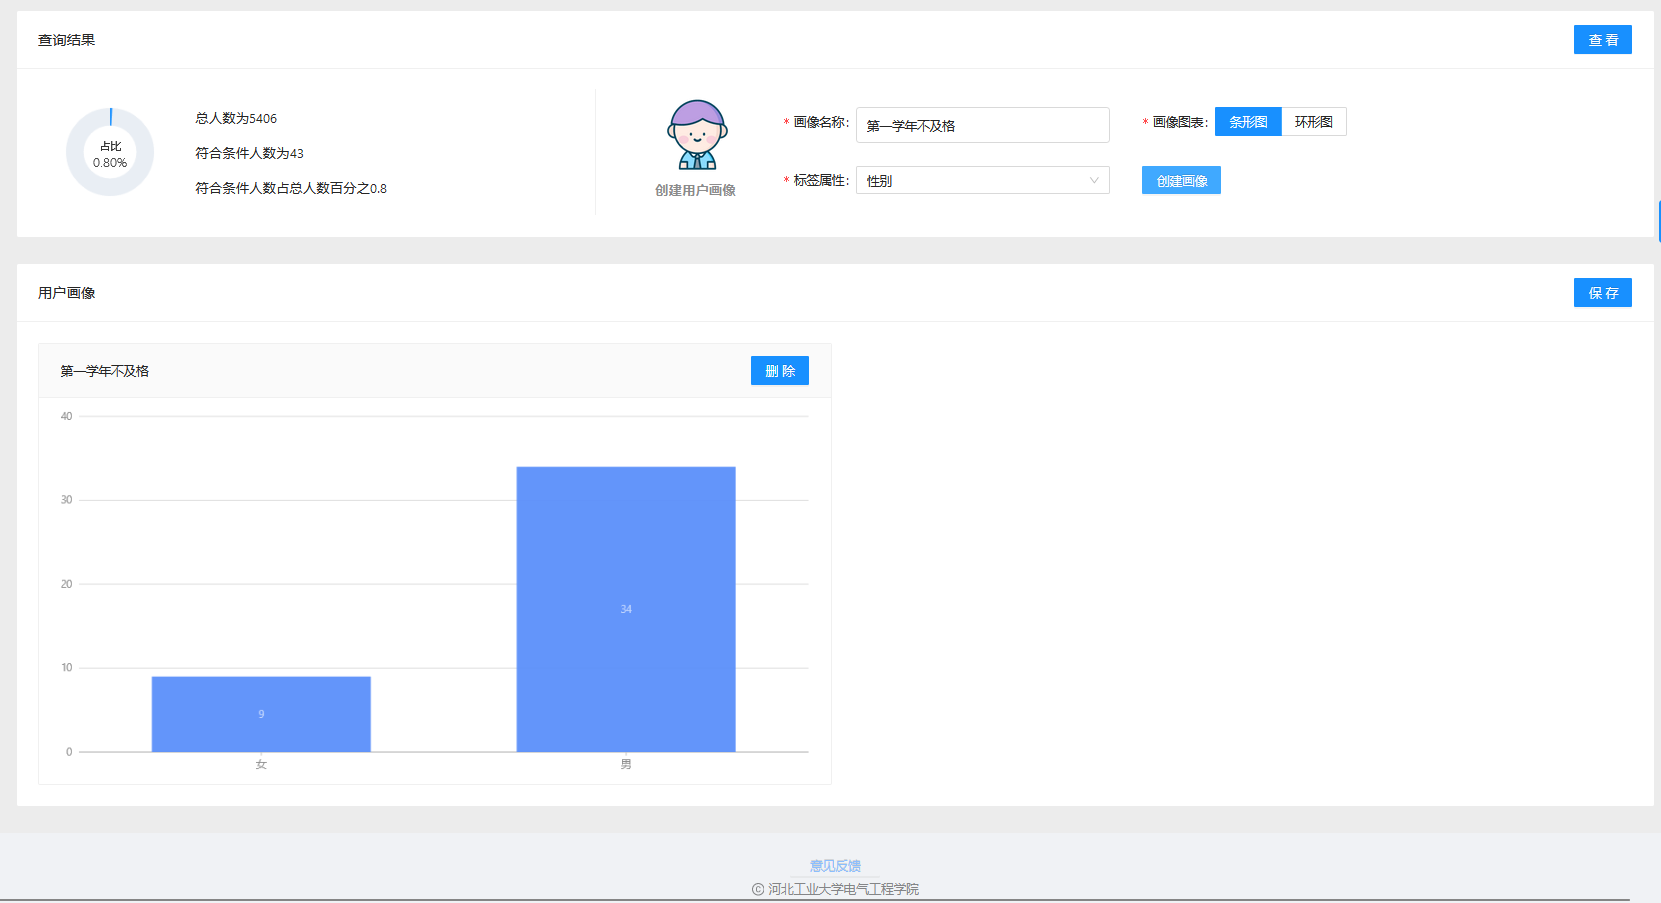 查询结果
查 看
占比
0.80%
总人数为5406
符合条件人数为43
符合条件人数占总人数百分之0.8
创建用户画像
* 画像名称: 第一学年不及格
* 画像图表: 条形图 环形图
* 标签属性: 性别
创建画像
用户画像
保 存
第一学年不及格
删 除
40
30
20
10
0
9
34
女
男
意见反馈
© 河北工业大学电气工程学院